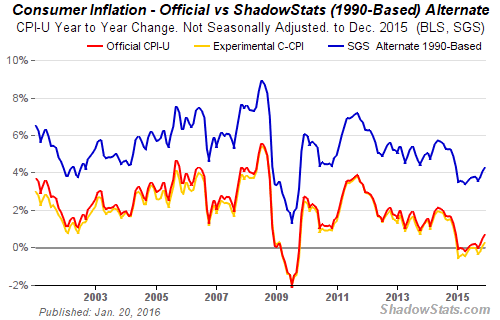 Consumer Inflation - Official vs ShadowStats (1990-Based) Alternate
CPI-U Year to Year Change. Not Seasonally Adjusted. to Dec. 2015 (BLS, SGS)
Official CPI-U Experimental C-CPI SGS Alternate 1990-Based
10%
8%
6%
4%
2%
0%
-2%
2003 2005 2007 2009 2011 2013 2015
Published: Jan. 20, 2016
ShadowStats.com